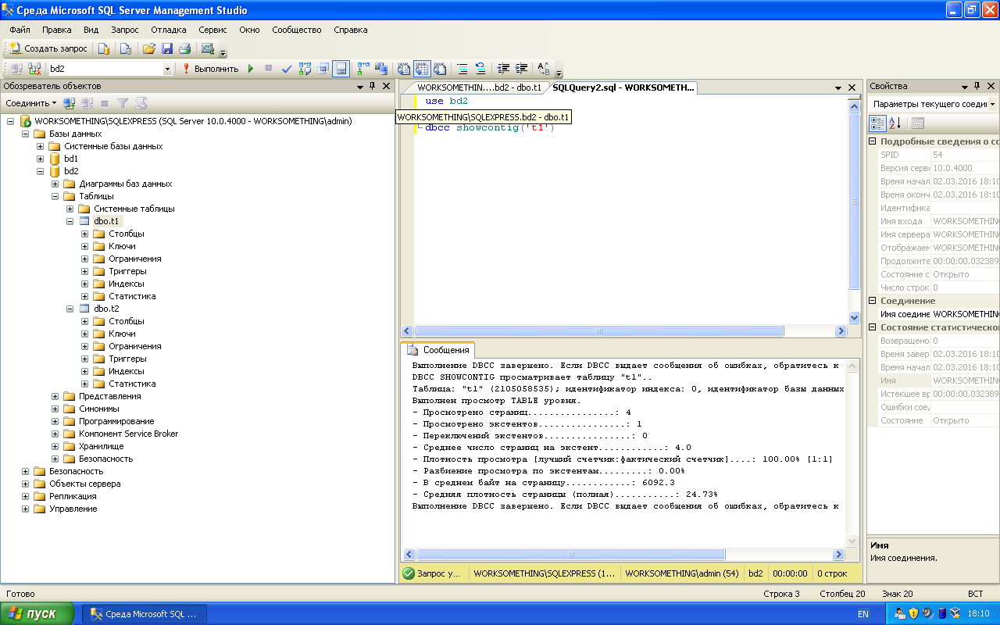 Среда Microsoft SQL Server Management Studio
Файл Правка Вид Запрос Отладка Сервис Окно Сообщество Справка
Создать запрос
bd2 Выполнить
Обозреватель объектов
Соединить
WORKSOMETHING\SQLEXPRESS (SQL Server 10.0.4000 - WORKSOMETHING\admin)
Базы данных
Системные базы данных
bd1
bd2
Диаграммы баз данных
Таблицы
Системные таблицы
dbo.t1
Столбцы
Ключи
Ограничения
Триггеры
Индексы
Статистика
dbo.t2
Столбцы
Ключи
Ограничения
Триггеры
Индексы
Статистика
Представления
Синонимы
Программирование
Компонент Service Broker
Хранилище
Безопасность
Безопасность
Объекты сервера
Репликация
Управление
WORKSOMETHIN....bd2 - dbo.t1 SQLQuery2.sql - WORKSOMETH...
use bd2
WORKSOMETHING\SQLEXPRESS.bd2 - dbo.t1
dbcc showcontig('t1')
Сообщения
Выполнение DBCC завершено. Если DBCC выдает сообщения об ошибках, обратитесь к
DBCC SHOWCONTIG просматривает таблицу "t1"..
Таблица: "t1" (2105058535); идентификатор индекса: 0, идентификатор базы данных
Выполнен просмотр TABLE уровня.
- Просмотрено страниц................: 4
- Просмотрено экстентов................: 1
- Переключений экстентов................: 0
- Среднее число страниц на экстент............: 4.0
- Плотность просмотра [лучший счетчик:фактический счетчик]....: 100.00% [1:1]
- Разбиение просмотра по экстентам.........: 0.00%
- В среднем байт на страницу............: 6092.3
- Средняя плотность страницы (полная)...........: 24.73%
Выполнение DBCC завершено. Если DBCC выдает сообщения об ошибках, обратитесь к
Запрос у... WORKSOMETHING\SQLEXPRESS (1... WORKSOMETHING\admin (54) bd2 00:00:00 0 строк
Свойства
Параметры текущего соеди
Подробные сведения о со
SPID 54
Версия серве 10.0.4000
Время начал 02.03.2016 18:10
Время оконч 02.03.2016 18:10
Идентифика
Имя входа WORKSOMETHING
Имя сервера WORKSOMETHING
Отображаем WORKSOMETHING
Продолжите 00:00:00.032389
Состояние с Открыто
Число строк 0
Соединение
Имя соедине WORKSOMETHING
Состояние статистическо
Возвращено 0
Время завер 02.03.2016 18:10
Время начал 02.03.2016 18:10
Имя WORKSOMETHING
Истекшее вр 00:00:00.032389
Ошибки сое,
Состояние Открыто
Имя
Имя соединения.
Готово Строка 3 Столбец 20 Знак 20 ВСТ
пуск Среда Microsoft SQL ... EN 18:10